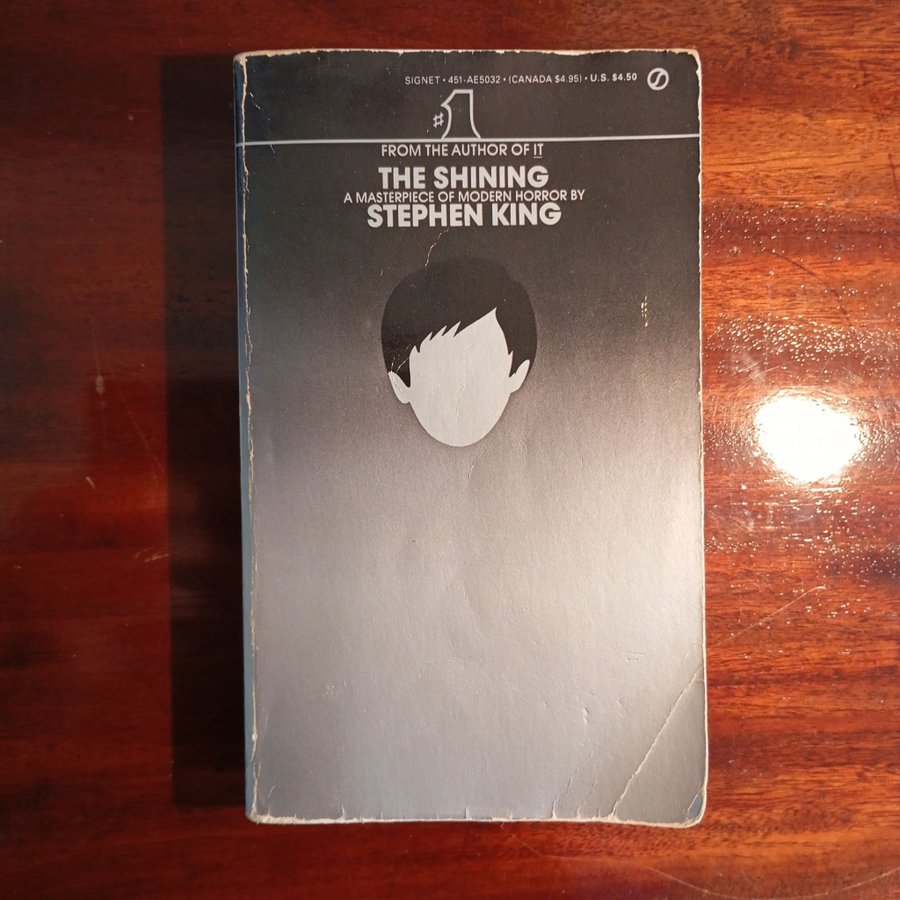 SIGNET • 451-AE5032 • (CANADA $4.95) • U.S. $4.50
#1
FROM THE AUTHOR OF IT
THE SHINING
A MASTERPIECE OF MODERN HORROR BY
STEPHEN KING